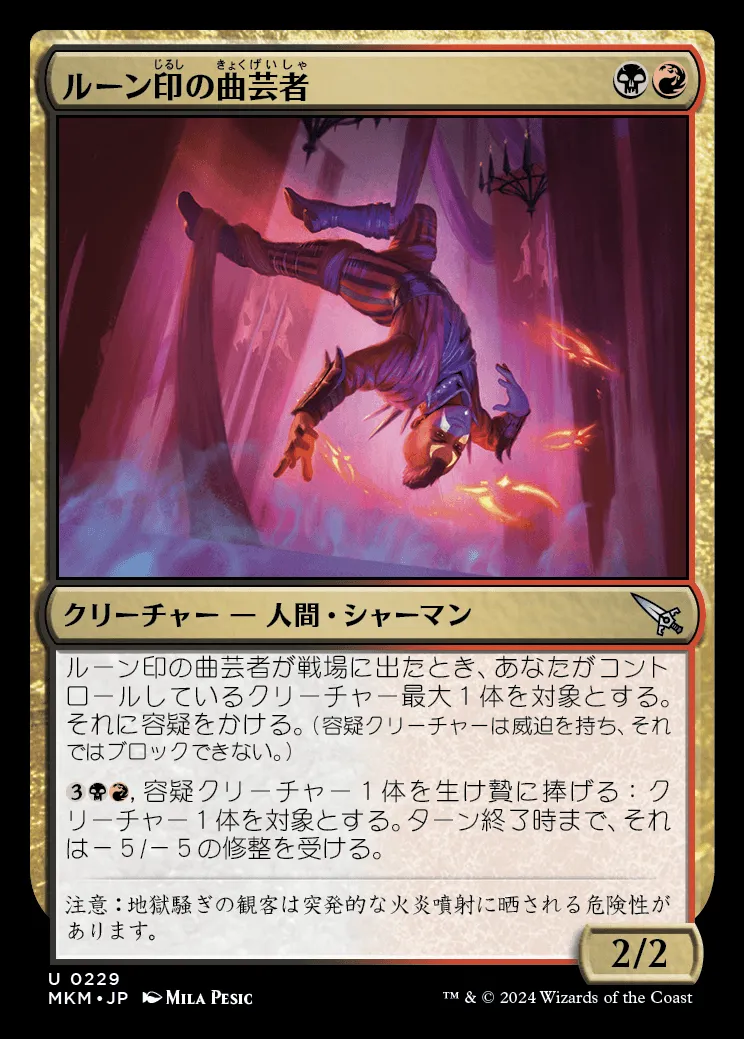 ルーン印の曲芸者
じるし きょくげいしゃ
クリーチャー — 人間・シャーマン
ルーン印の曲芸者が戦場に出たとき、あなたがコント
ロールしているクリーチャー最大１体を対象とする。
それに容疑をかける。（容疑クリーチャーは威迫を持ち、それ
ではブロックできない。）
3, 容疑クリーチャー１体を生け贄に捧げる：ク
リーチャー１体を対象とする。ターン終了時まで、それ
は－５/－５の修整を受ける。
注意：地獄騒ぎの観客は突発的な火炎噴射に晒される危険性が
あります。
2/2
U 0229
MKM • JP Mila Pesic
™ & © 2024 Wizards of the Coast